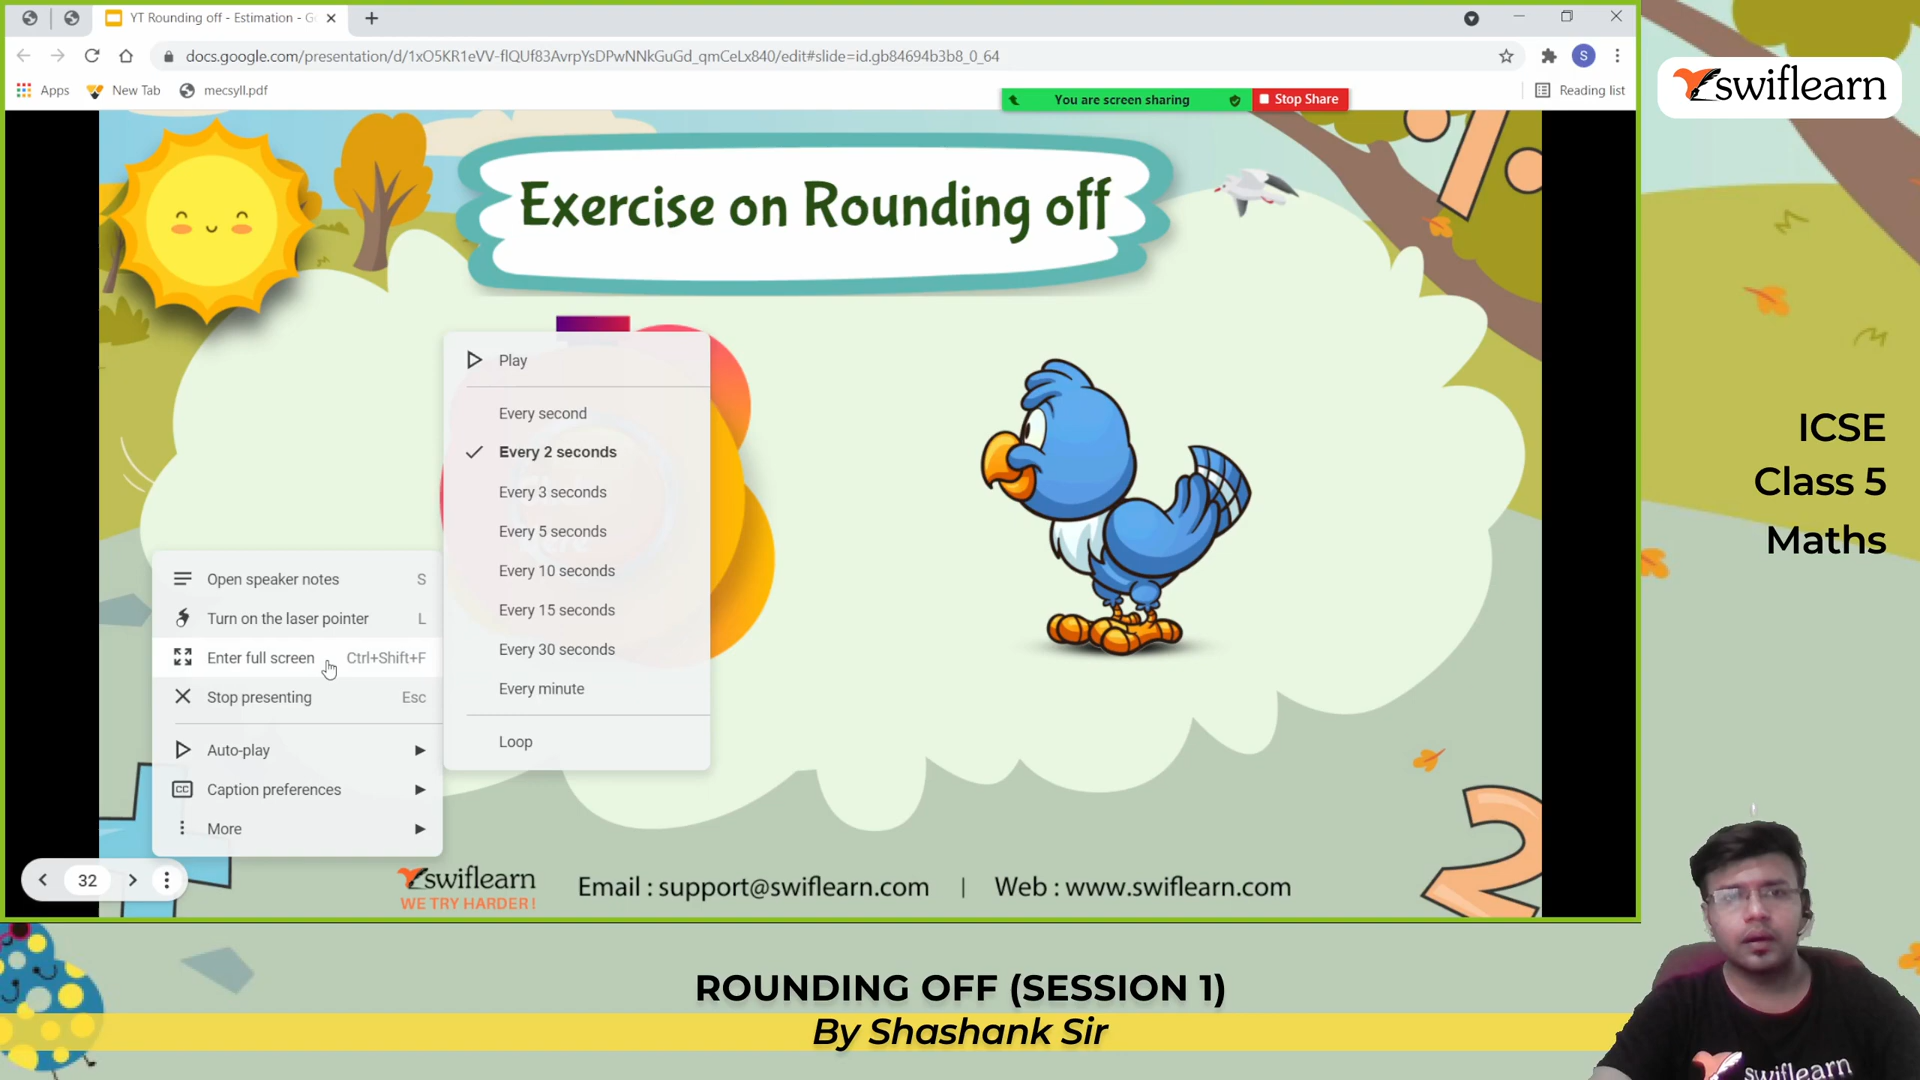 YT Rounding off - Estimation - G
docs.google.com/presentation/d/1xO5KR1eVV-flQUf83AvrpYsDPwNNkGuGd_qmCeLx840/edit#slide=id.gb84694b3b8_0_64
S
Apps
New Tab
mecsyll.pdf
You are screen sharing
Stop Share
Reading list
swiflearn
Exercise on Rounding off
Play
Every second
Every 2 seconds
Every 3 seconds
Every 5 seconds
Every 10 seconds
Every 15 seconds
Every 30 seconds
Every minute
Loop
Open speaker notes S
Turn on the laser pointer L
Enter full screen Ctrl+Shift+F
Stop presenting Esc
Auto-play
CC Caption preferences
More
32
swiflearn
WE TRY HARER!
Email : support@swiflearn.com | Web : www.swiflearn.com
2
ICSE
Class 5
Maths
ROUNDING OFF (SESSION 1)
By Shashank Sir
swiflearn